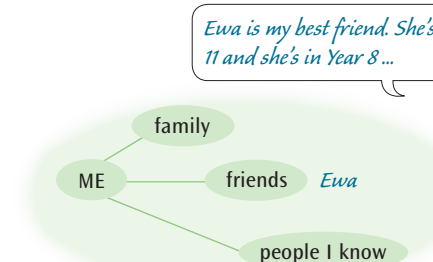 Ewa is my best friend. She's
11 and she's in Year 8 ...
family
ME
friends Ewa
people I know